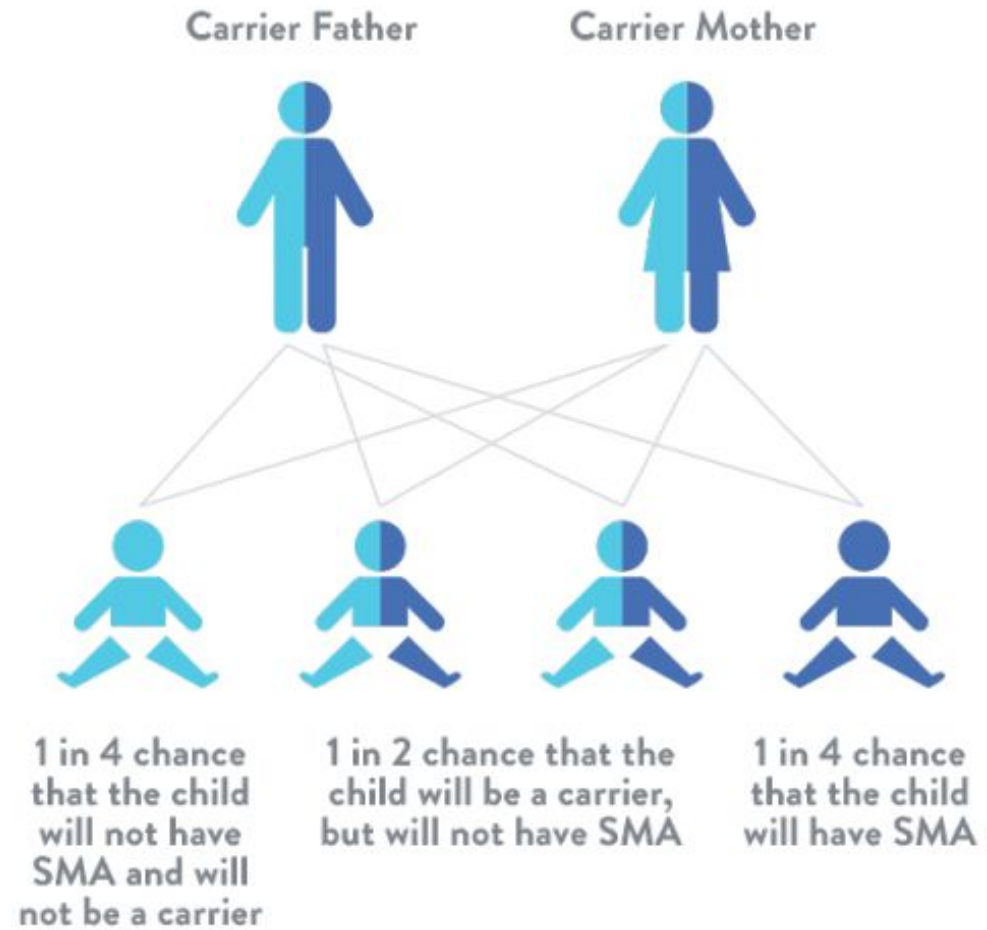 Carrier Father
Carrier Mother
1 in 4 chance
that the child
will not have
SMA and will
not be a carrier
1 in 2 chance that the
child will be a carrier,
but will not have SMA
1 in 4 chance
that the child
will have SMA